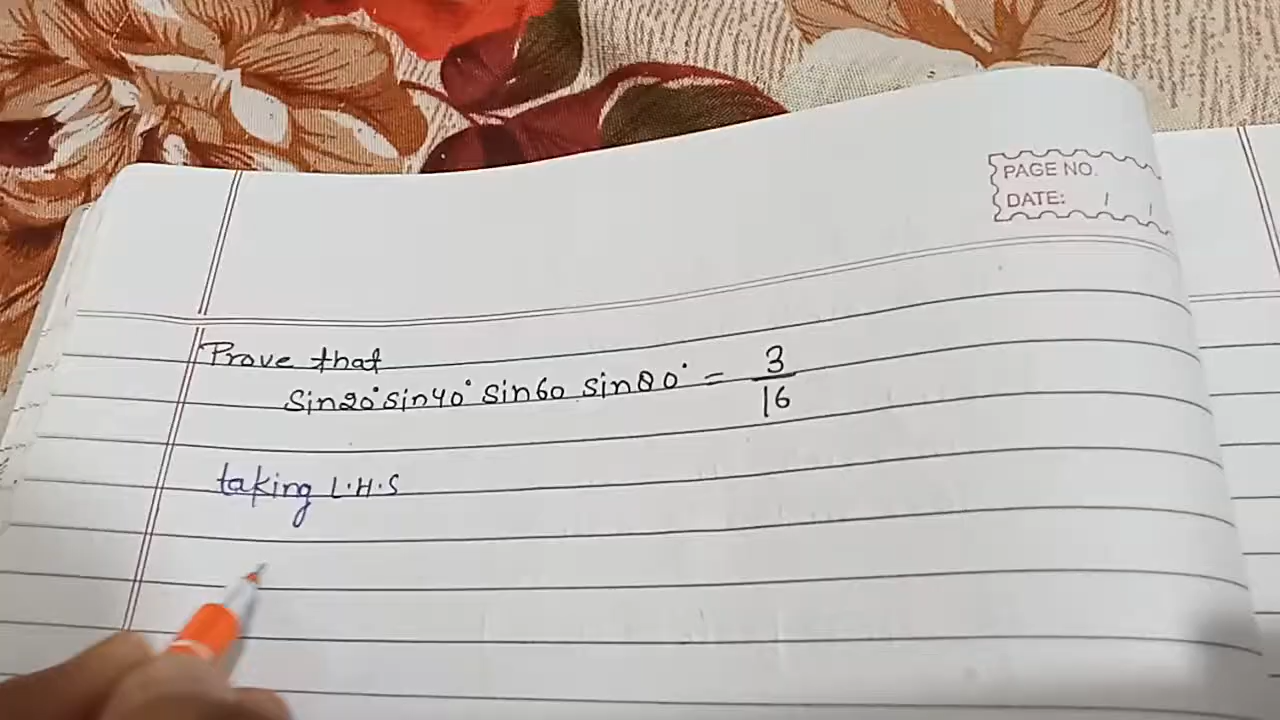 PAGE NO.
DATE: / /
Prove that
sin20° sin40° sin60 sin80° = 3/16
taking L.H.S